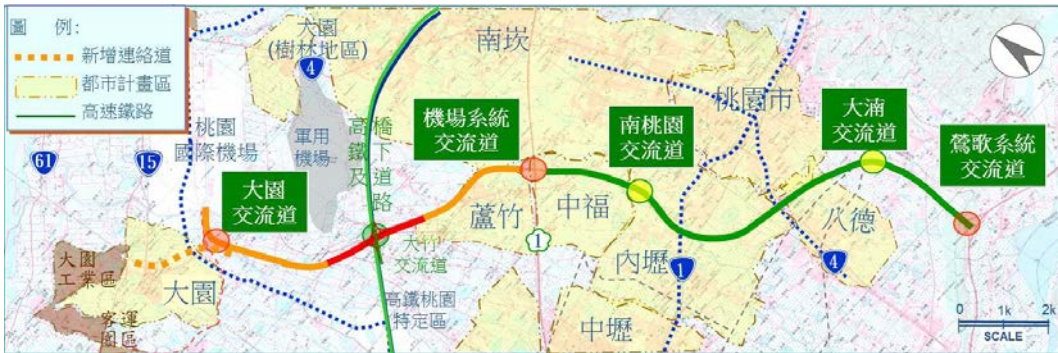 圖 例:
新增連絡道
都市計畫區
高速鐵路
大園
(樹林地區)
4
南崁
桃園市
61
15
桃園
國際機場
軍用
機場
高鐵及
橋下道路
機場系統
交流道
南桃園
交流道
大湳
交流道
鶯歌系統
交流道
大園
交流道
蘆竹
中福
八德
大竹
交流道
1
內壢
1
4
大園
工業區
大園
高鐵桃園
特定區
客運
園區
中壢
0 1k 2k
SCALE